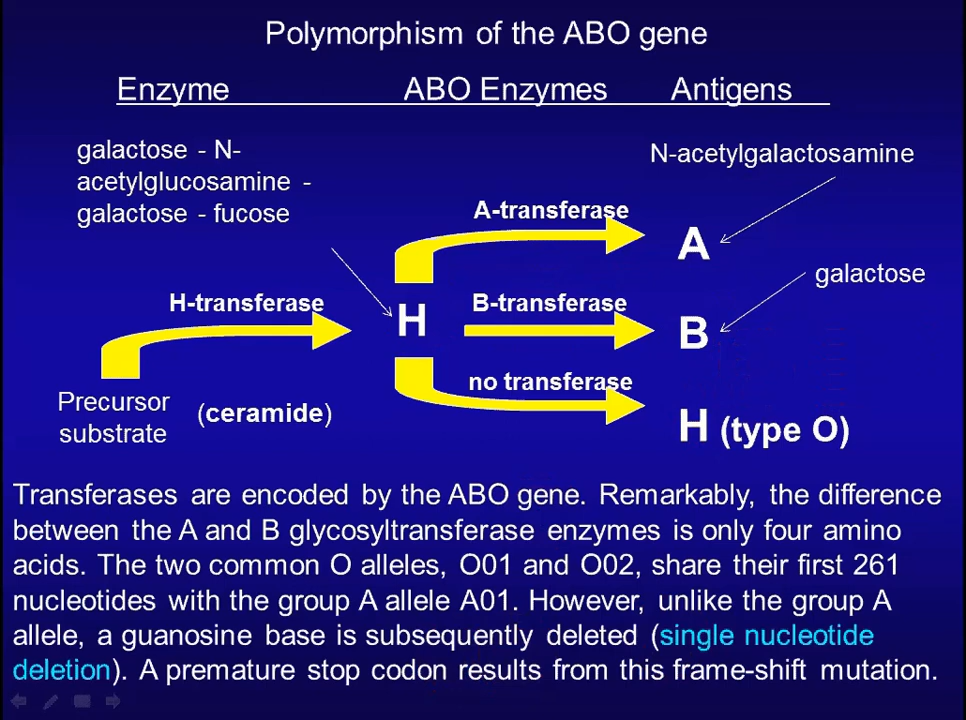 Polymorphism of the ABO gene
Enzyme ABO Enzymes Antigens
galactose - N-
acetylglucosamine -
galactose - fucose
N-acetylgalactosamine
A-transferase
A
galactose
H-transferase
H
B-transferase
B
no transferase
Precursor
substrate
(ceramide)
H (type O)
Transferases are encoded by the ABO gene. Remarkably, the difference
between the A and B glycosyltransferase enzymes is only four amino
acids. The two common O alleles, O01 and O02, share their first 261
nucleotides with the group A allele A01. However, unlike the group A
allele, a guanosine base is subsequently deleted (single nucleotide
deletion). A premature stop codon results from this frame-shift mutation.